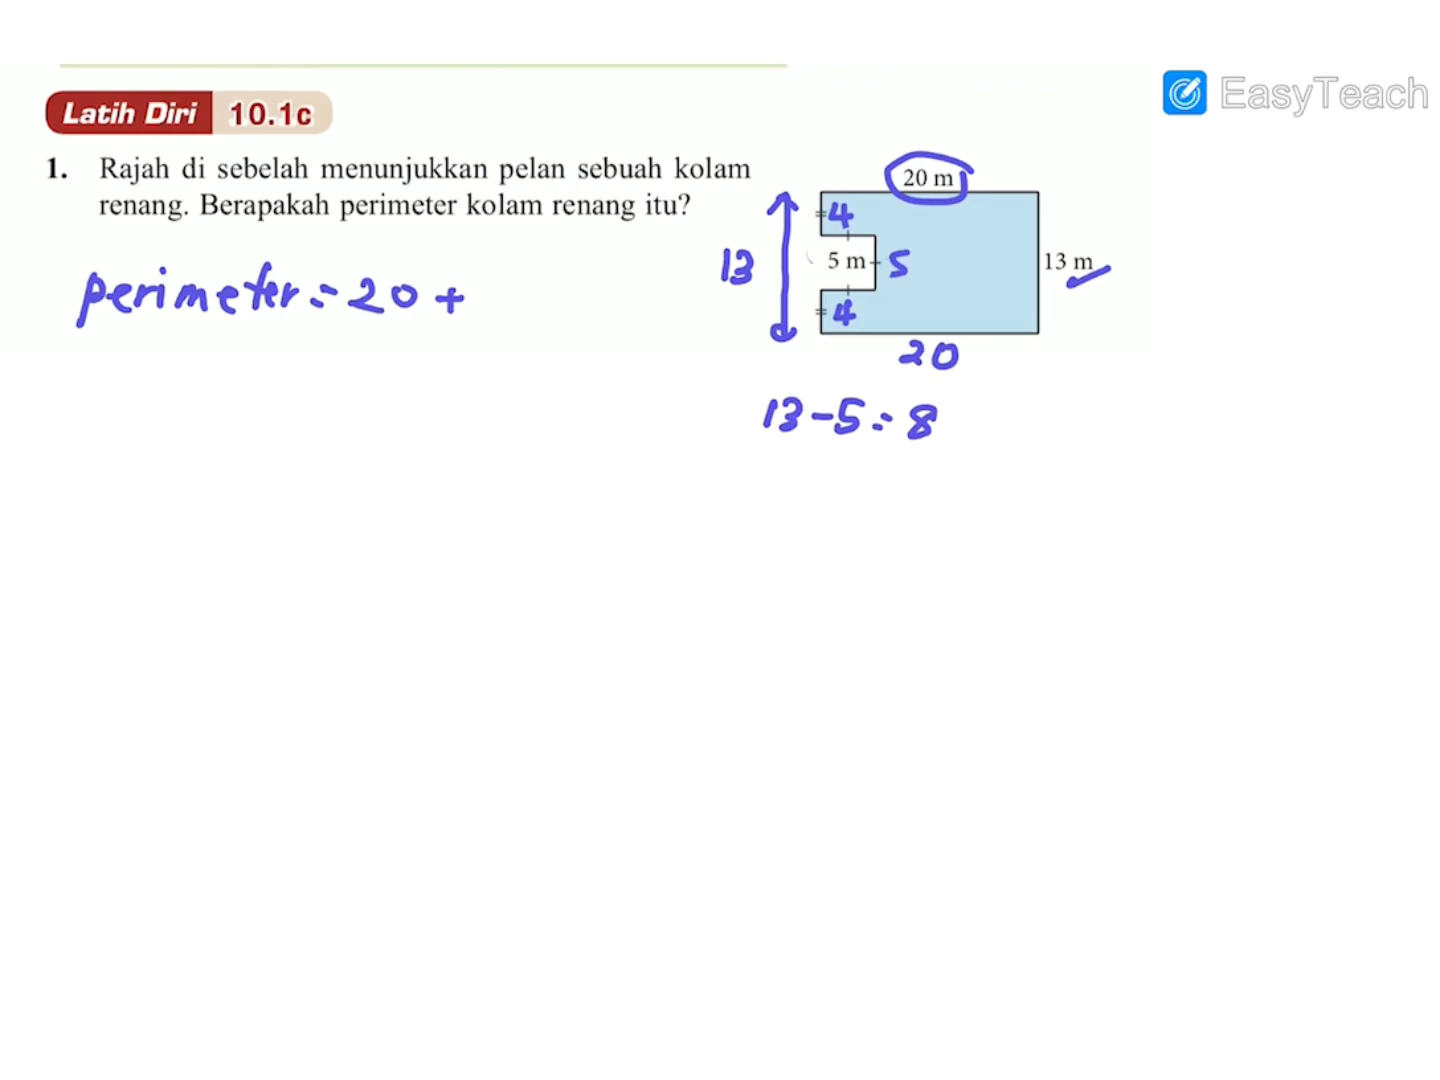 EasyTeach
Latih Diri 10.1c
1. Rajah di sebelah menunjukkan pelan sebuah kolam
renang. Berapakah perimeter kolam renang itu?
perimeter = 20 +
20 m
4
13
5 m
5
13 m
4
20
13 - 5 = 8